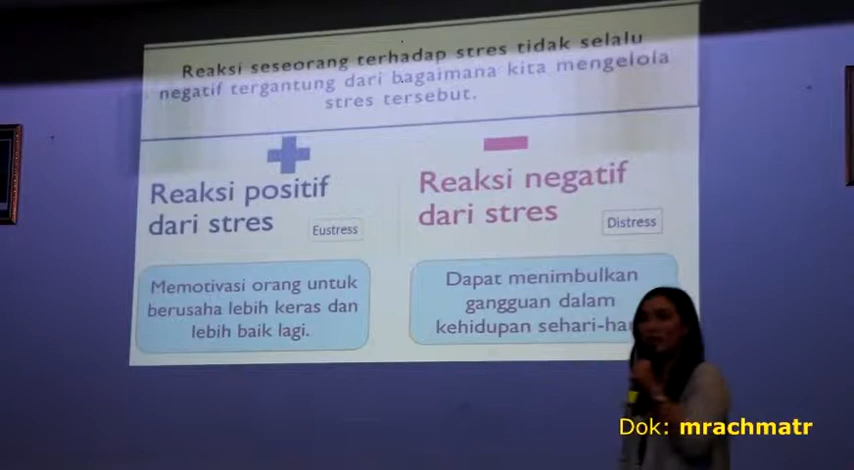 Reaksi seseorang terhadap stres tidak selalu
negatif tergantung dari bagaimana kita mengelola
stres tersebut.
Reaksi positif
dari stres
Eustress
Memotivasi orang untuk
berusaha lebih keras dan
lebih baik lagi.
Reaksi negatif
dari stres
Distress
Dapat menimbulkan
gangguan dalam
kehidupan sehari-ha
Dok: mrachmatr